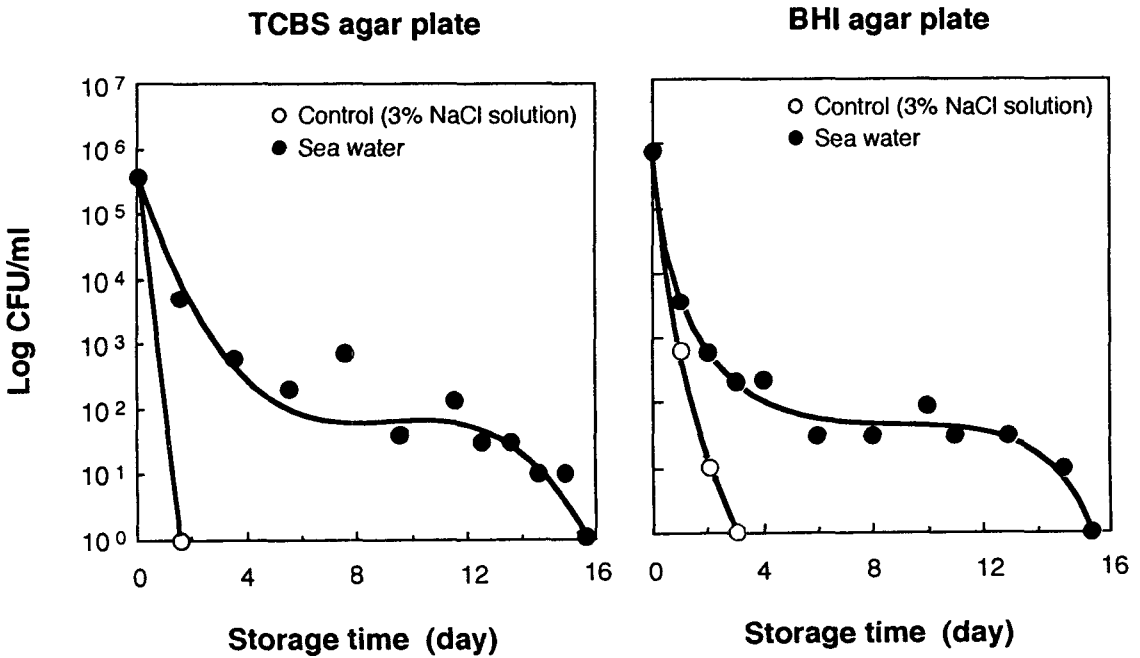 TCBS agar plate
BHI agar plate
Log CFU/ml
10⁷
10⁶
10⁵
10⁴
10³
10²
10¹
10⁰
Control (3% NaCl solution)
Sea water
0 4 8 12 16
Storage time (day)
Control (3% NaCl solution)
Sea water
0 4 8 12 16
Storage time (day)